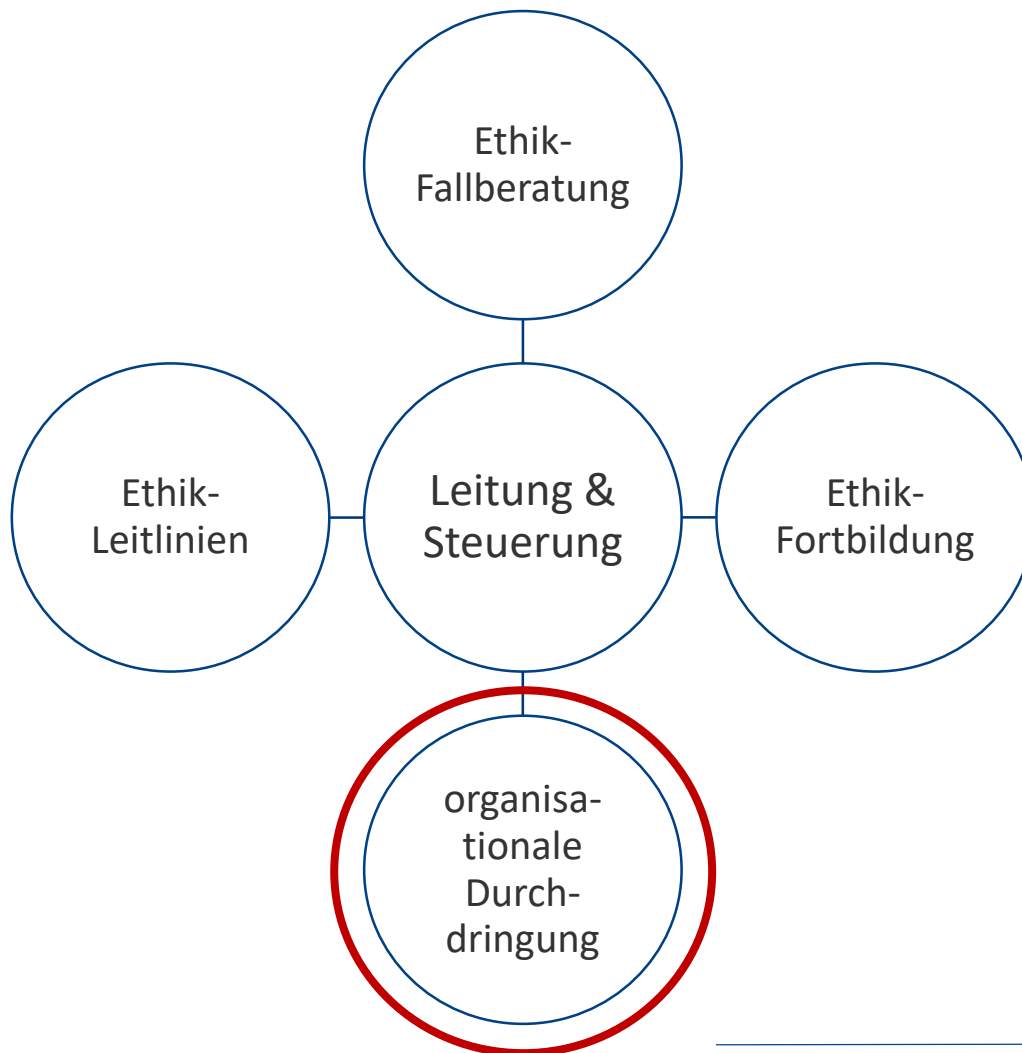 Ethik-
Fallberatung
Ethik-
Leitlinien
Leitung &
Steuerung
Ethik-
Fortbildung
organisa-
tionale
Durch-
dringung